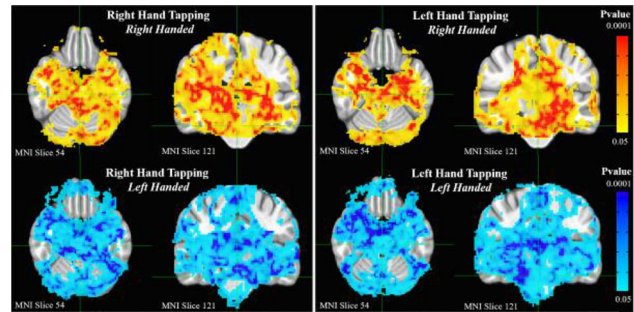 Right Hand Tapping
Right Handed
MNI Slice 54
MNI Slice 121
Left Hand Tapping
Right Handed
MNI Slice 54
MNI Slice 121
Pvalue
0.0001
0.05
Right Hand Tapping
Left Handed
MNI Slice 54
MNI Slice 121
Left Hand Tapping
Left Handed
MNI Slice 54
MNI Slice 121
Pvalue
0.0001
0.05